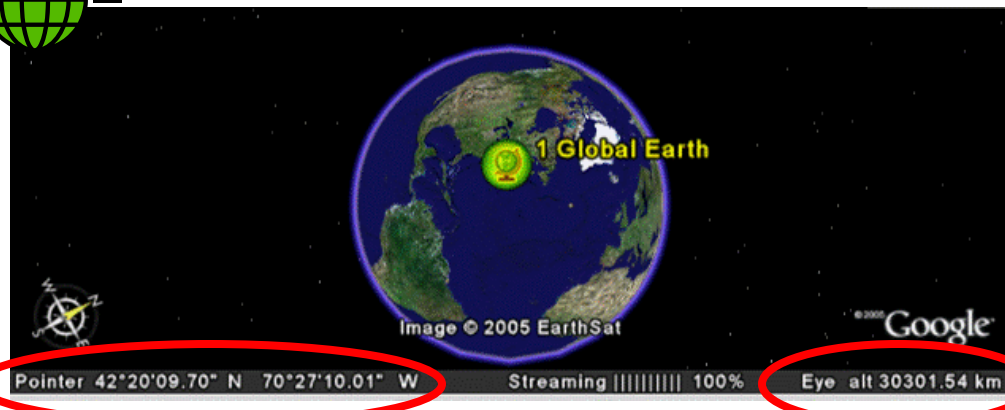 1 Global Earth
N
W
S
E
Image © 2005 EarthSat
© 2005 Google
Pointer 42°20'09.70" N 70°27'10.01" W Streaming |||||||||| 100% Eye alt 30301.54 km